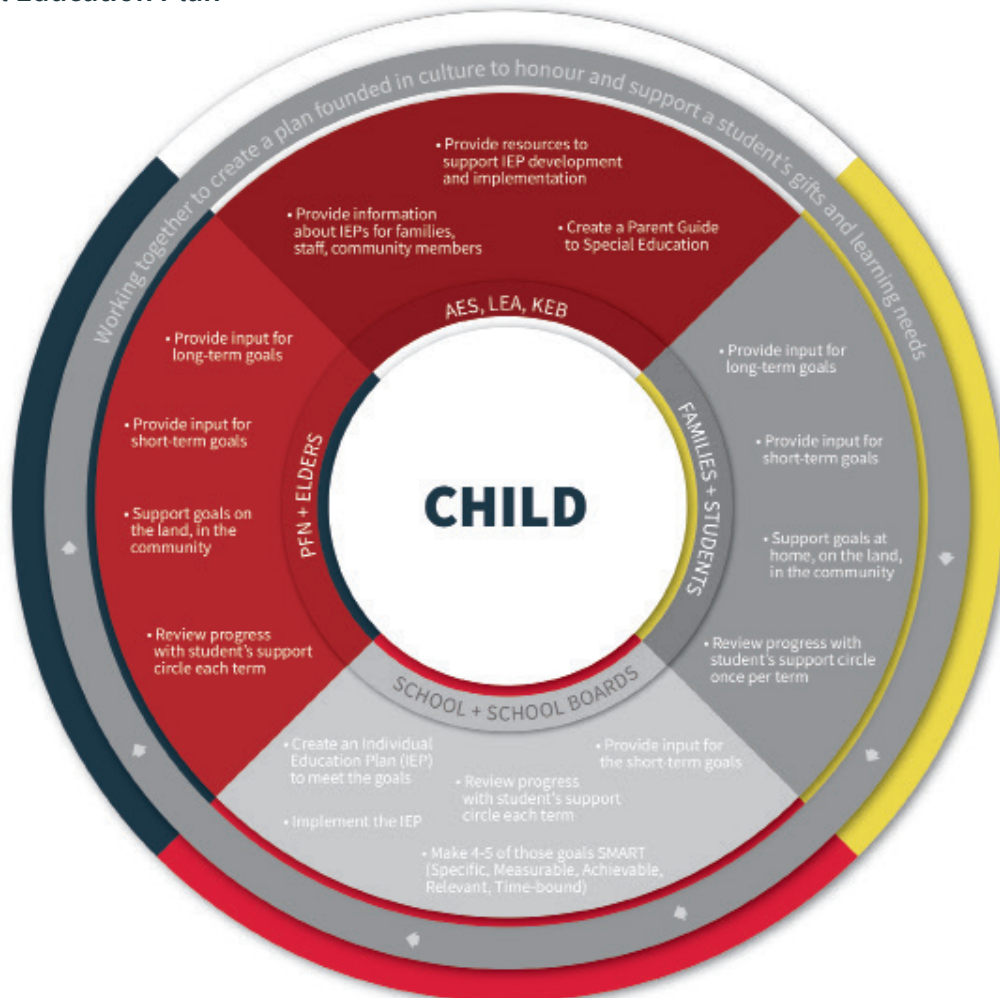 Education Plan
Working together to create a plan founded in culture to honour and support a student's gifts and learning needs
• Provide resources to
support IEP development
and implementation
• Provide information
about IEPs for families,
staff, community members
• Create a Parent Guide
to Special Education
AES, LEA, KEB
• Provide input for
long-term goals
• Provide input for
short-term goals
• Support goals on
the land, in the
community
• Review progress
with student's support
circle each term
PFN + ELDERS
CHILD
FAMILIES + STUDENTS
• Provide input for
long-term goals
• Provide input for
short-term goals
• Support goals at
home, on the land,
in the community
• Review progress with
student's support circle
once per term
SCHOOL + SCHOOL BOARDS
• Create an Individual
Education Plan (IEP)
to meet the goals
• Implement the IEP
• Review progress
with student's support
circle each term
• Provide input for
the short-term goals
• Make 4-5 of those goals SMART
(Specific, Measurable, Achievable,
Relevant, Time-bound)